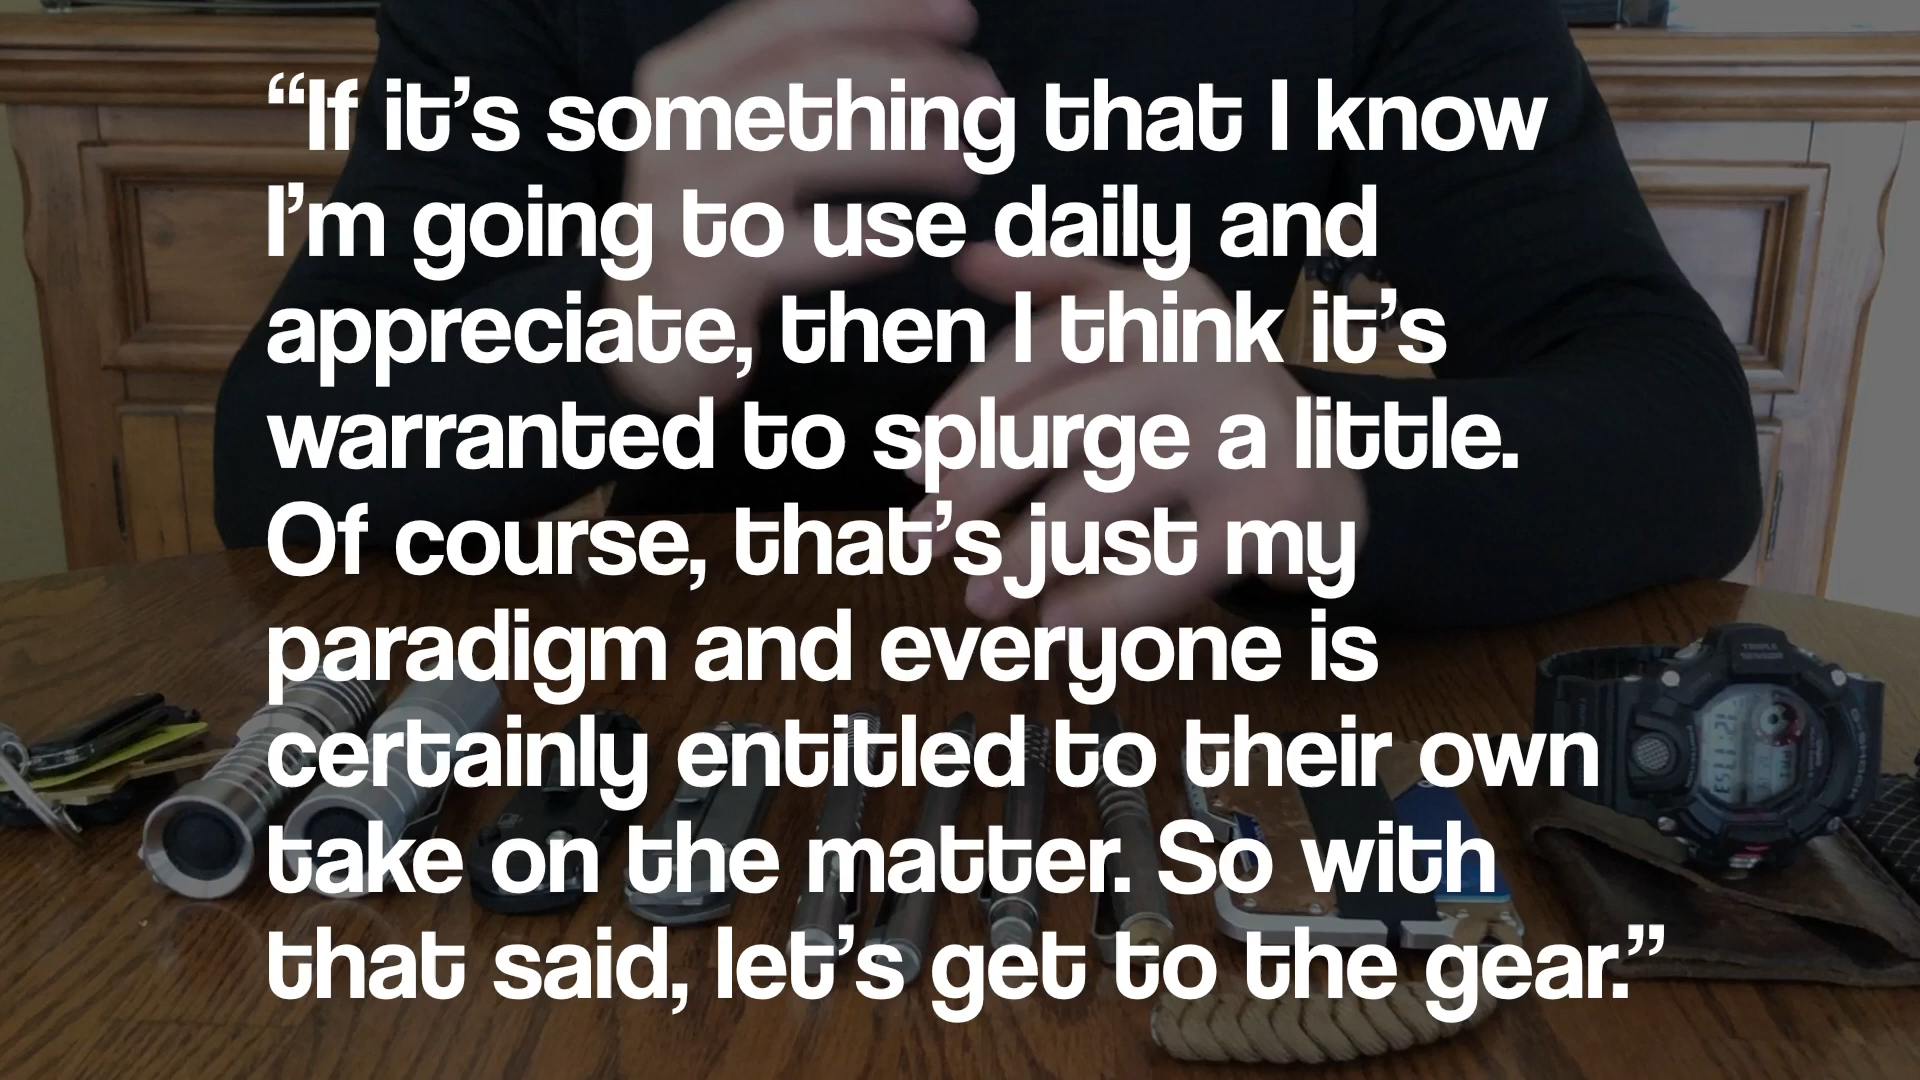 “If it’s something that I know
I’m going to use daily and
appreciate, then I think it’s
warranted to splurge a little.
Of course, that’s just my
paradigm and everyone is
certainly entitled to their own
take on the matter. So with
that said, let’s get to the gear.”